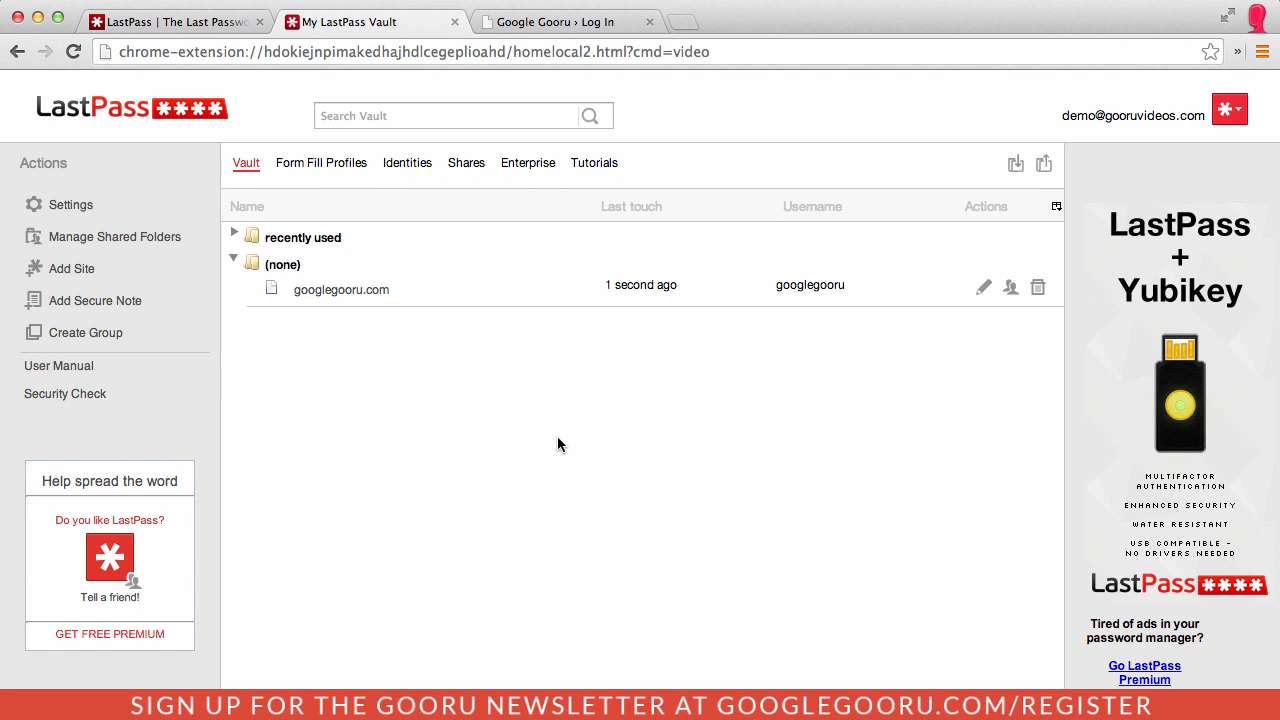 LastPass | The Last Passwo
My LastPass Vault
Google Gooru › Log In
chrome-extension://hdokiejnpimakedhajhdlcegeplioahd/homelocal2.html?cmd=video
»
LastPass ****
Search Vault
demo@gooruvideos.com
Actions
Settings
Manage Shared Folders
Add Site
Add Secure Note
Create Group
User Manual
Security Check
Help spread the word
Do you like LastPass?
Tell a friend!
GET FREE PREMIUM
Vault Form Fill Profiles Identities Shares Enterprise Tutorials
Name Last touch Username Actions
recently used
(none)
googlegooru.com 1 second ago googlegooru
LastPass
+
Yubikey
MULTIFACTOR
AUTHENTICATION
ENHANCED SECURITY
WATER RESISTANT
USB COMPATIBLE -
NO DRIVERS NEEDED
LastPass ****
Tired of ads in your
password manager?
Go LastPass
Premium
SIGN UP FOR THE GOORU NEWSLETTER AT GOOGLEGOORU.COM/REGISTER